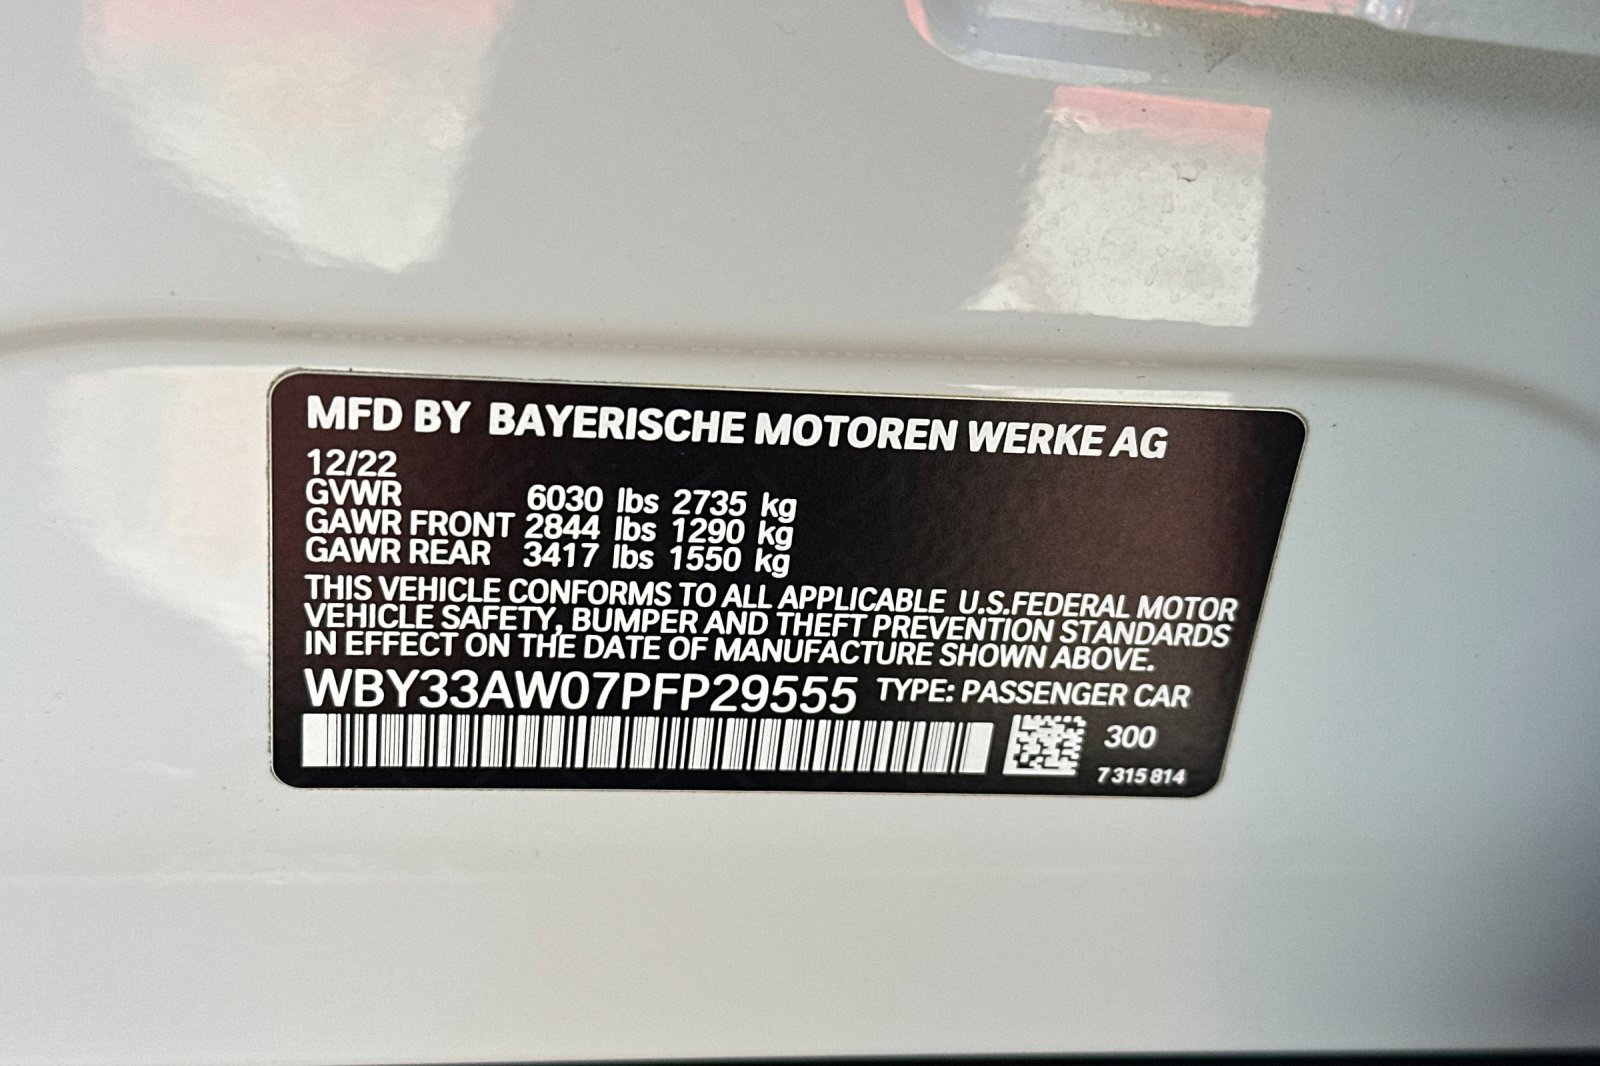 MFD BY BAYERISCHE MOTOREN WERKE AG
12/22
GVWR 6030 lbs 2735 kg
GAWR FRONT 2844 lbs 1290 kg
GAWR REAR 3417 lbs 1550 kg
THIS VEHICLE CONFORMS TO ALL APPLICABLE U.S.FEDERAL MOTOR
VEHICLE SAFETY, BUMPER AND THEFT PREVENTION STANDARDS
IN EFFECT ON THE DATE OF MANUFACTURE SHOWN ABOVE.
WBY33AW07PFP29555 TYPE: PASSENGER CAR
300
7 315 814